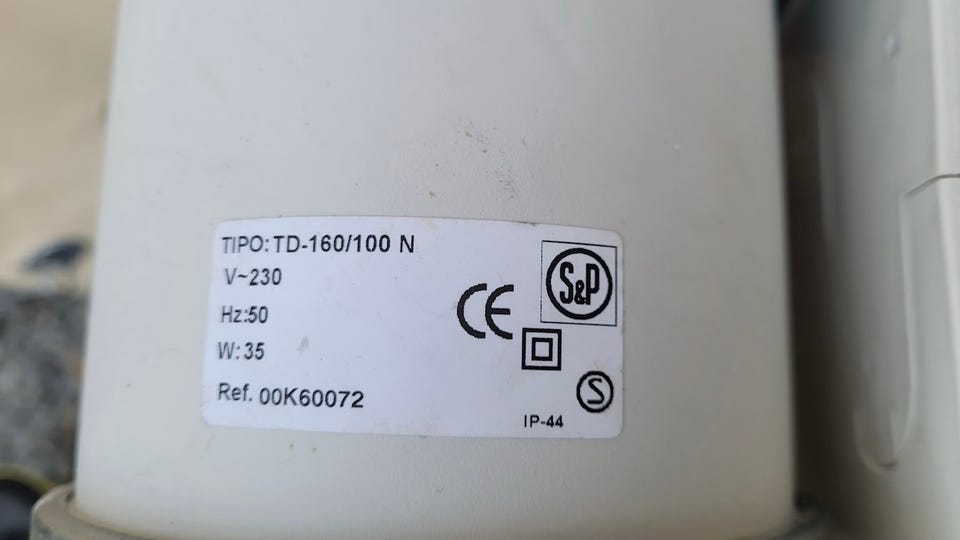 TIPO: TD-160/100 N
V~230
Hz:50
W:35
Ref. 00K60072
CE
S&P
S
IP-44